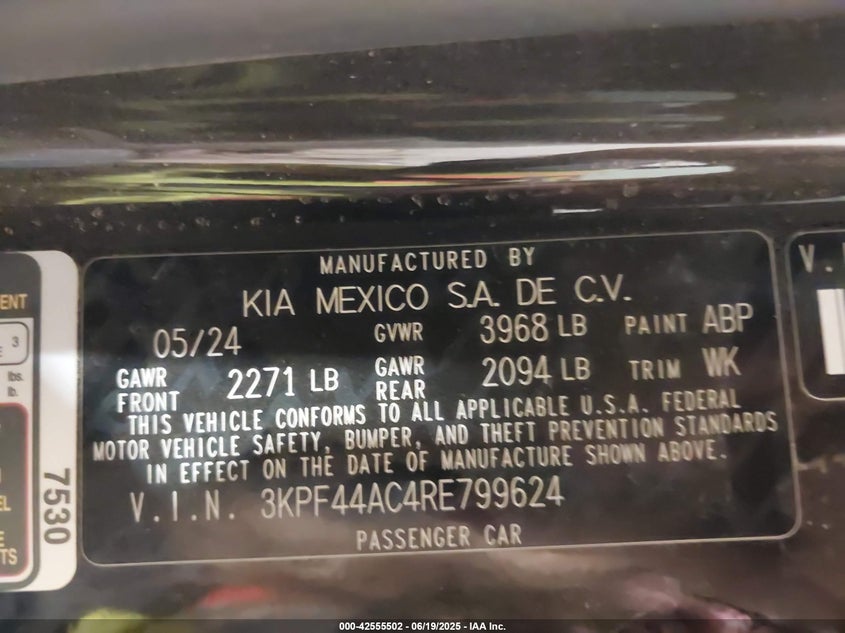 MANUFACTURED BY
KIA MEXICO S.A. DE C.V.
05/24 GVWR 3968 LB PAINT ABP
GAWR FRONT 2271 LB GAWR REAR 2094 LB TRIM WK
THIS VEHICLE CONFORMS TO ALL APPLICABLE U.S.A. FEDERAL
MOTOR VEHICLE SAFETY, BUMPER, AND THEFT PREVENTION STANDARDS
IN EFFECT ON THE DATE OF MANUFACTURE SHOWN ABOVE.
V.I.N. 3KPF44AC4RE799624
PASSENGER CAR
7530
3
lbs.
lb.
V.
000-42555502 - 06/19/2025 - IAA Inc.